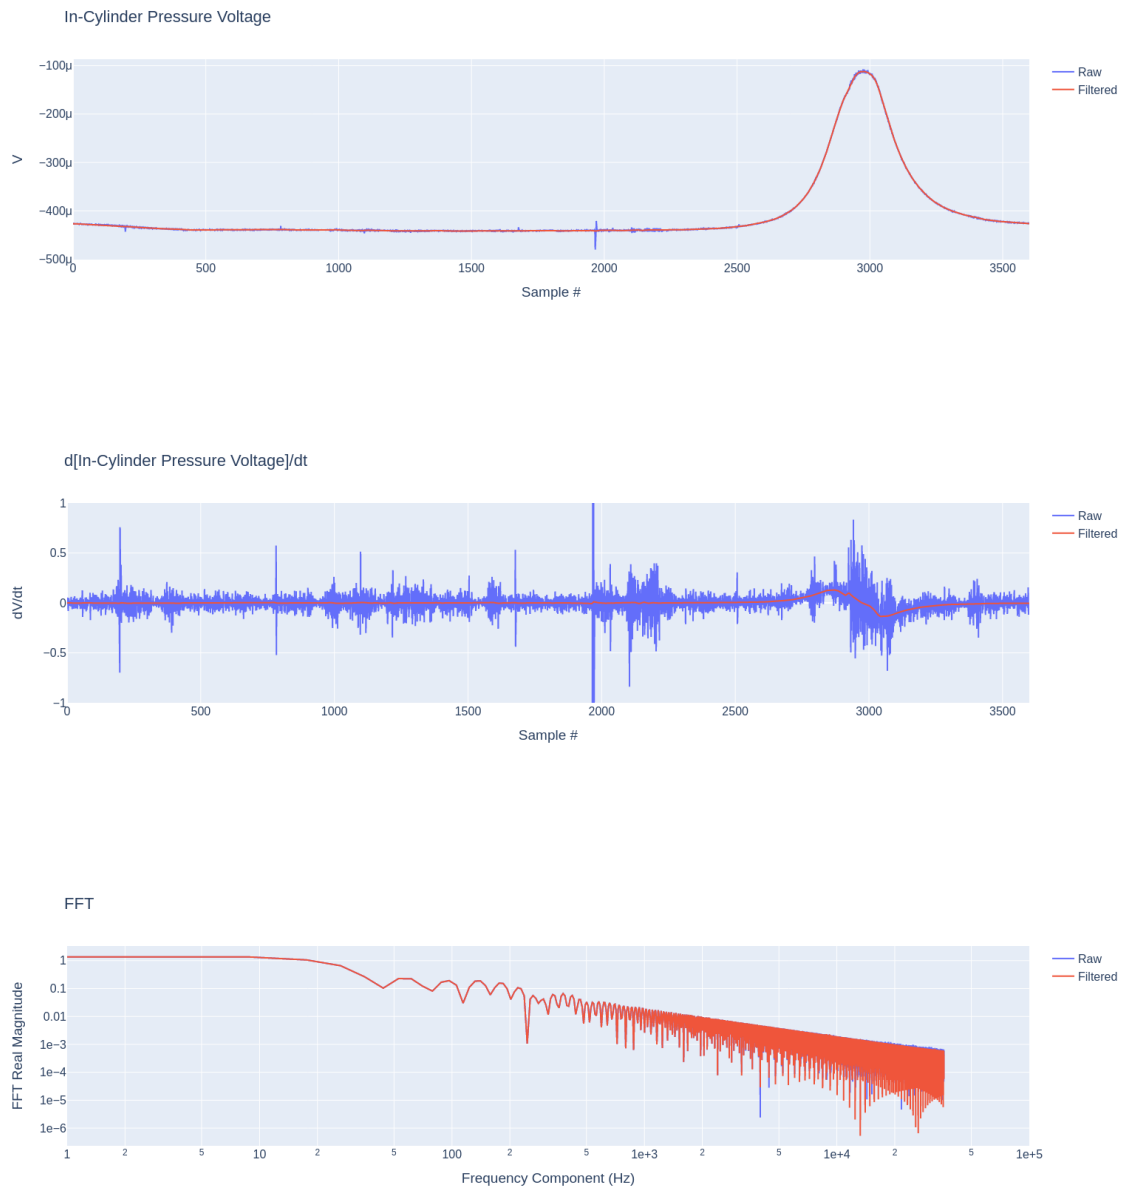 In-Cylinder Pressure Voltage
−100μ
−200μ
−300μ
−400μ
−500μ
V
0 500 1000 1500 2000 2500 3000 3500
Sample #
Raw
Filtered
d[In-Cylinder Pressure Voltage]/dt
1
0.5
0
−0.5
−1
dV/dt
0 500 1000 1500 2000 2500 3000 3500
Sample #
Raw
Filtered
FFT
1
0.1
0.01
1e−3
1e−4
1e−5
1e−6
FFT Real Magnitude
1 2 5 10 2 5 100 2 5 1e+3 2 5 1e+4 2 5 1e+5
Frequency Component (Hz)
Raw
Filtered